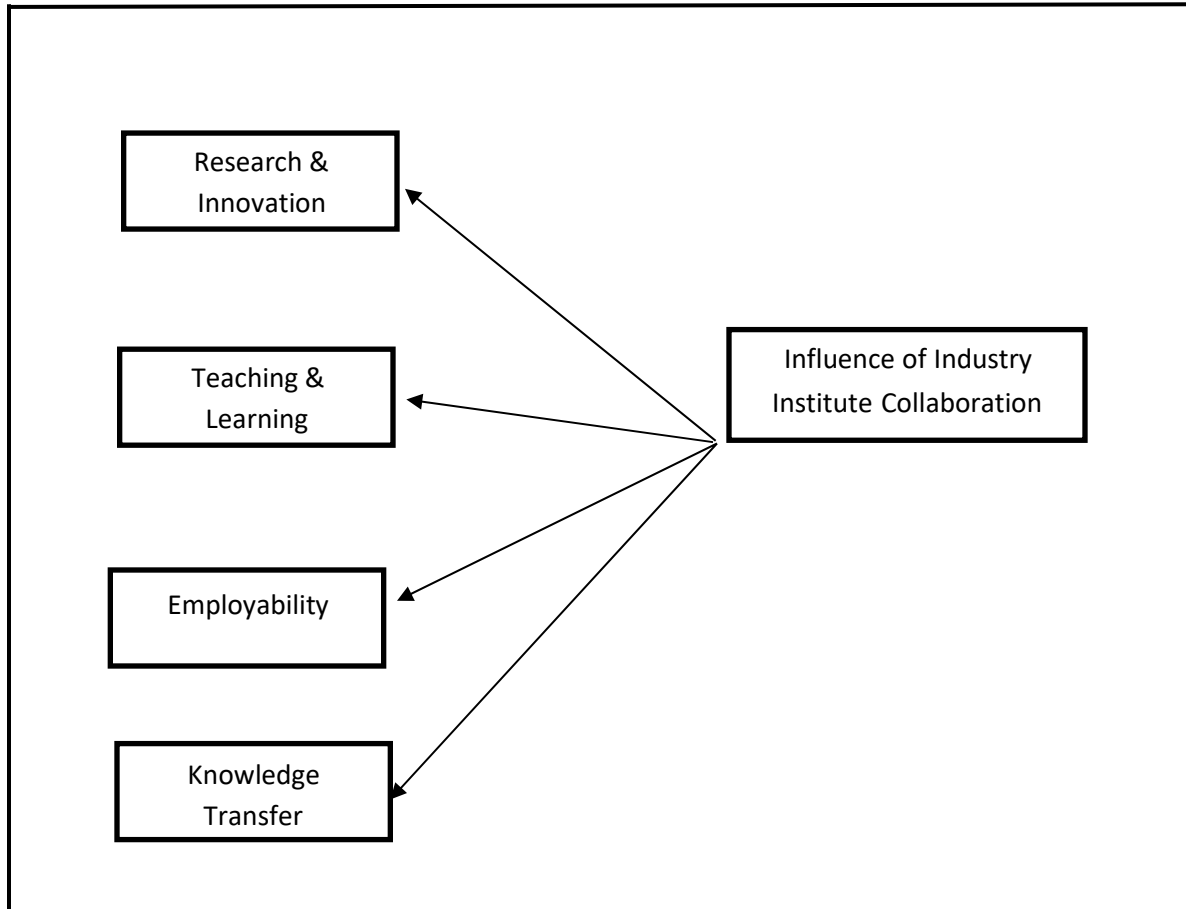 Research &
Innovation
Influence of Industry
Institute Collaboration
Teaching &
Learning
Employability
Knowledge
Transfer